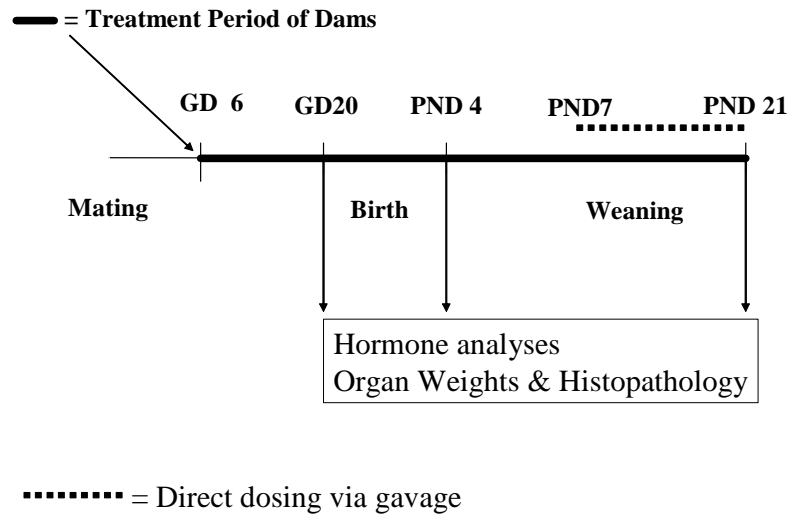 = Treatment Period of Dams
GD 6 GD20 PND 4 PND7 PND 21
Mating Birth Weaning
Hormone analyses
Organ Weights & Histopathology
= Direct dosing via gavage